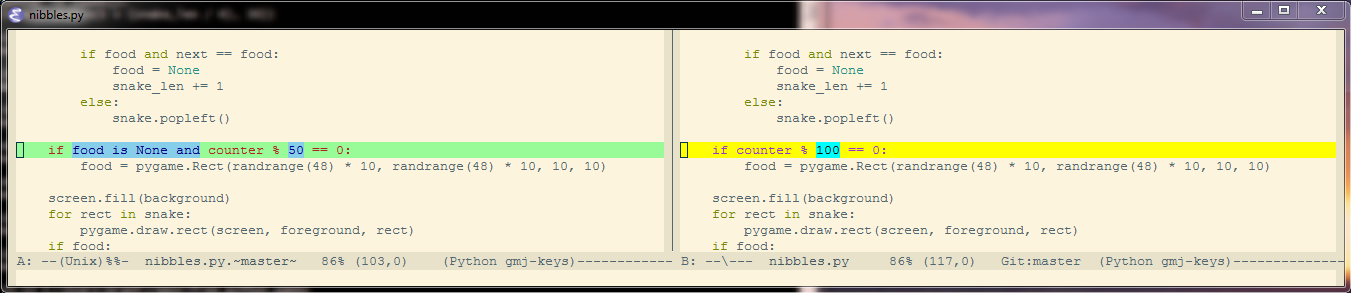 nibbles.py
if food and next == food:
food = None
snake_len += 1
else:
snake.popleft()
if food is None and counter % 50 == 0:
food = pygame.Rect(randrange(48) * 10, randrange(48) * 10, 10, 10)
screen.fill(background)
for rect in snake:
pygame.draw.rect(screen, foreground, rect)
if food:
A: --(Unix)%%-  nibbles.py.~master~   86% (103,0)     (Python gmj-keys)------------
if food and next == food:
food = None
snake_len += 1
else:
snake.popleft()
if counter % 100 == 0:
food = pygame.Rect(randrange(48) * 10, randrange(48) * 10, 10, 10)
screen.fill(background)
for rect in snake:
pygame.draw.rect(screen, foreground, rect)
if food:
B: --\---  nibbles.py     86% (117,0)   Git:master  (Python gmj-keys)--------------